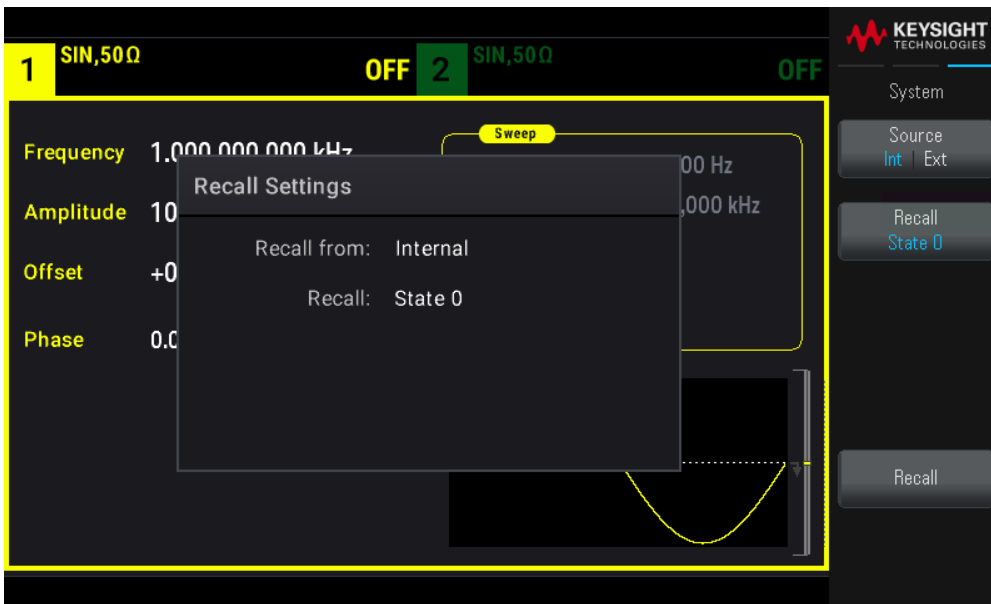 KEYSIGHT
TECHNOLOGIES
1 SIN,50Ω OFF 2 SIN,50Ω OFF
System
Sweep
Source
Int | Ext
Frequency 1.000,000,000 kHz
00 Hz
Recall Settings
Amplitude 10
,000 kHz
Recall
State 0
Recall from: Internal
Offset +0
Recall: State 0
Phase 0.0
Recall